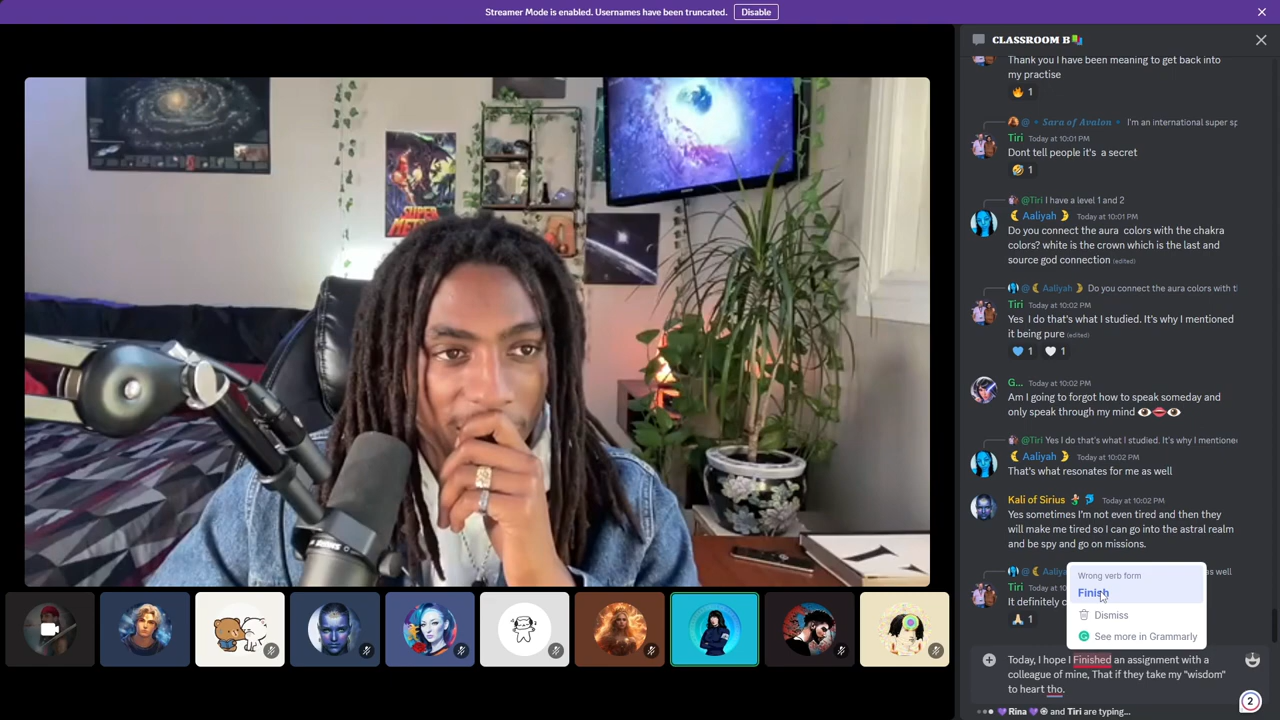 Streamer Mode is enabled. Usernames have been truncated. Disable
CLASSROOM B
Thank you I have been meaning to get back into
my practise
1
@ Sara of Avalon I'm an international super sp
Tiri Today at 10:01 PM
Dont tell people it's a secret
1
@Tiri I have a level 1 and 2
Aaliyah Today at 10:01 PM
Do you connect the aura colors with the chakra
colors? white is the crown which is the last and
source god connection (edited)
@ Aaliyah Do you connect the aura colors with t
Tiri Today at 10:02 PM
Yes I do that's what I studied. It's why I mentioned
it being pure (edited)
1 1
G... Today at 10:02 PM
Am I going to forgot how to speak someday and
only speak through my mind
@Tiri Yes I do that's what I studied. It's why I mentione
Aaliyah Today at 10:02 PM
That's what resonates for me as well
Kali of Sirius Today at 10:02 PM
Yes sometimes I'm not even tired and then they
will make me tired so I can go into the astral realm
and be spy and go on missions.
@ Aaliya as well
Tiri Today at 10
It definitely c
1
Wrong verb form
Finish
Dismiss
See more in Grammarly
Today, I hope I Finished an assignment with a
colleague of mine, That if they take my "wisdom"
to heart tho.
2
Rina and Tiri are typing...
SUPER